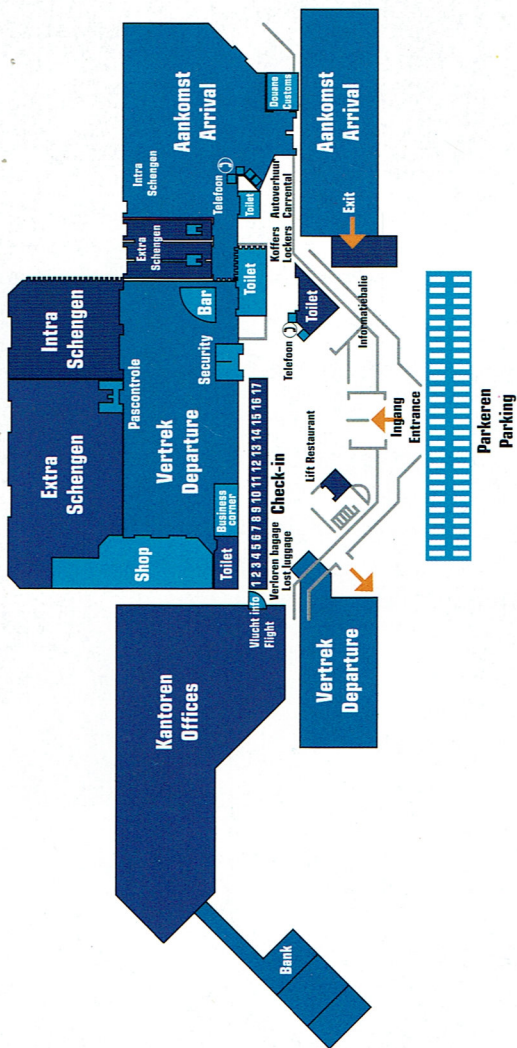 Kantoren
Offices
Bank
Extra
Schengen
Intra
Schengen
Shop
Pascontrole
Vertrek
Departure
Business
corner
Toilet
Security
Bar
Extra
Schengen
Intra
Schengen
Aankomst
Arrival
Telefoon
Toilet
Toilet
Douane
Customs
Vlucht info
Flight
1 2 3 4 5 6 7 8 9 10 11 12 13 14 15 16 17
Check-in
Verloren bagage
Lost luggage
Koffers
Lockers
Autoverhuur
Carrental
Lift Restaurant
Telefoon
Toilet
Informatiebalie
Ingang
Entrance
Vertrek
Departure
Exit
Aankomst
Arrival
Parkeren
Parking